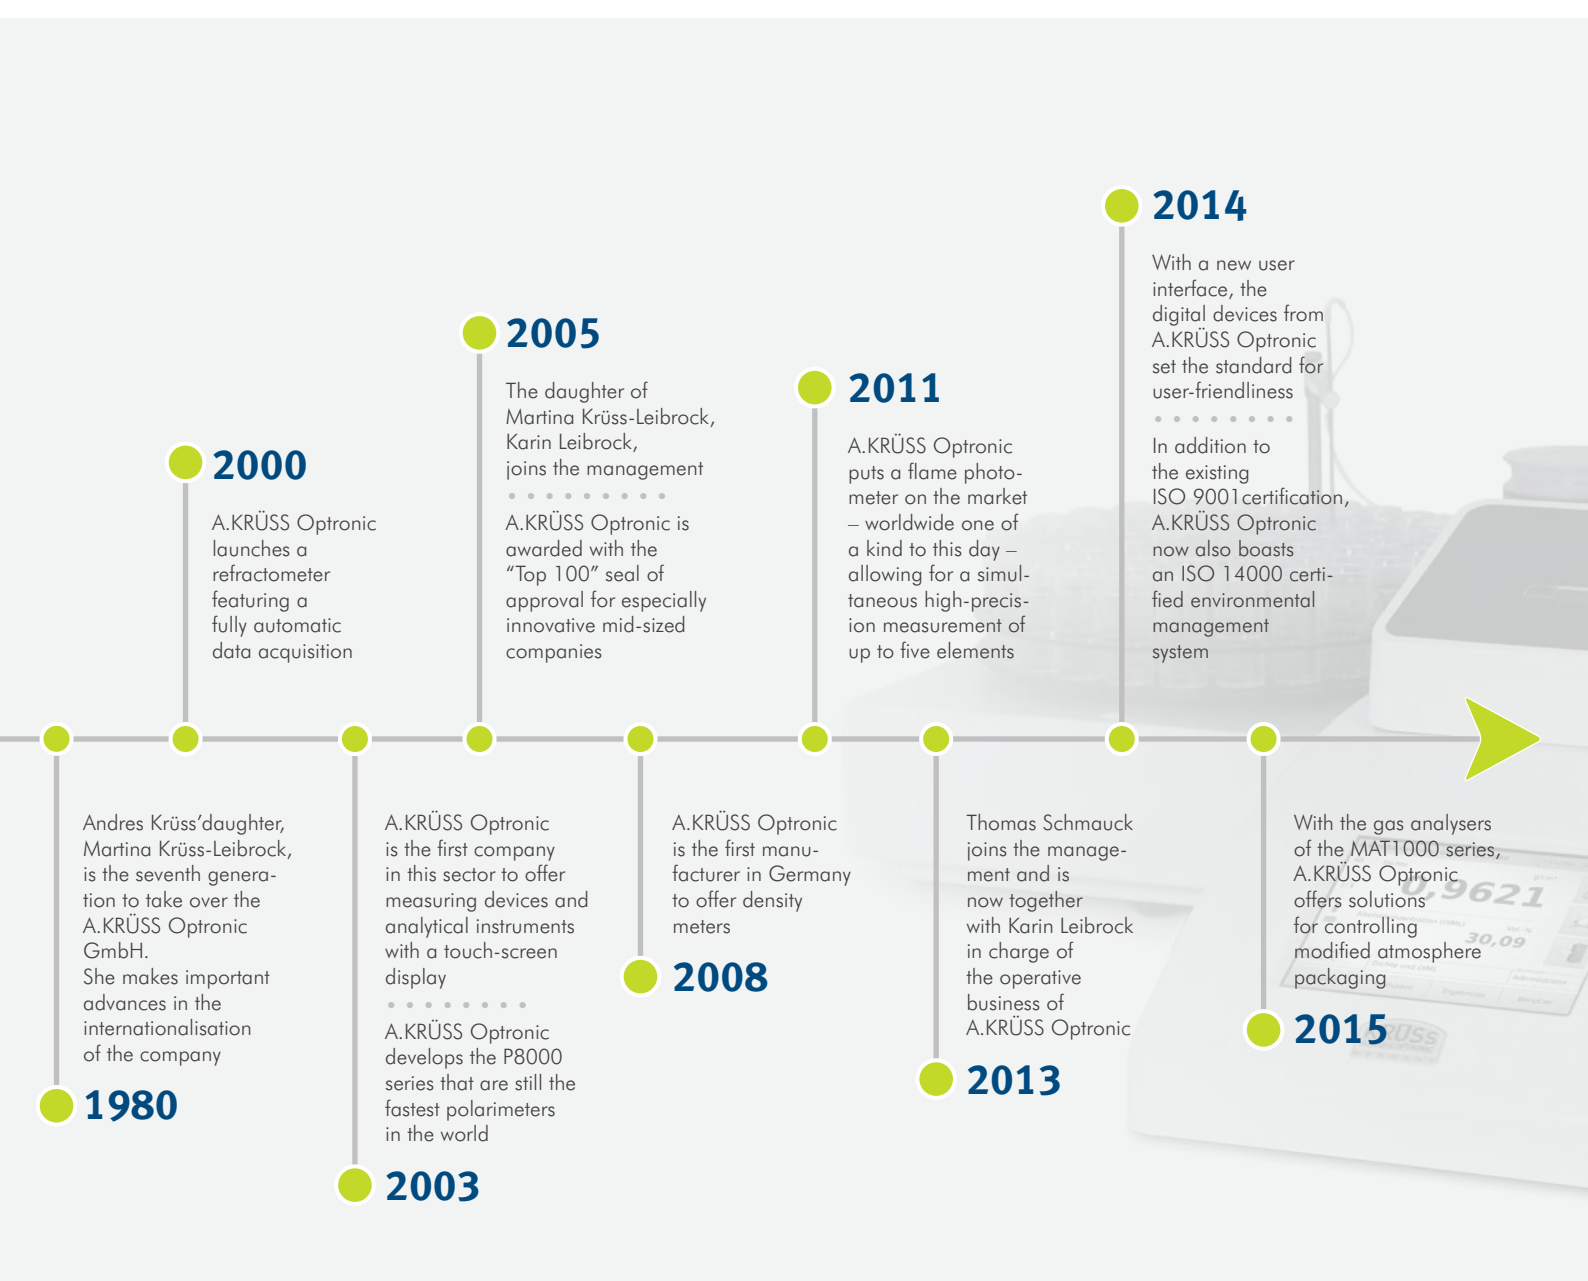 2014
With a new user
interface, the
digital devices from
A.KRÜSS Optronic
set the standard for
user-friendliness
In addition to
the existing
ISO 9001certification,
A.KRÜSS Optronic
now also boasts
an ISO 14000 certi-
fied environmental
management
system
2005
The daughter of
Martina Krüss-Leibrock,
Karin Leibrock,
joins the management
A.KRÜSS Optronic is
awarded with the
“Top 100” seal of
approval for especially
innovative mid-sized
companies
2011
A.KRÜSS Optronic
puts a flame photo-
meter on the market
– worldwide one of
a kind to this day –
allowing for a simul-
taneous high-precis-
ion measurement of
up to five elements
2000
A.KRÜSS Optronic
launches a
refractometer
featuring a
fully automatic
data acquisition
Andres Krüss’daughter,
Martina Krüss-Leibrock,
is the seventh genera-
tion to take over the
A.KRÜSS Optronic
GmbH.
She makes important
advances in the
internationalisation
of the company
1980
A.KRÜSS Optronic
is the first company
in this sector to offer
measuring devices and
analytical instruments
with a touch-screen
display
A.KRÜSS Optronic
develops the P8000
series that are still the
fastest polarimeters
in the world
2003
A.KRÜSS Optronic
is the first manu-
facturer in Germany
to offer density
meters
2008
Thomas Schmauck
joins the manage-
ment and is
now together
with Karin Leibrock
in charge of
the operative
business of
A.KRÜSS Optronic
2013
With the gas analysers
of the MAT1000 series,
A.KRÜSS Optronic
offers solutions
for controlling
modified atmosphere
packaging
2015
0,9621
30,09
KRÜSS